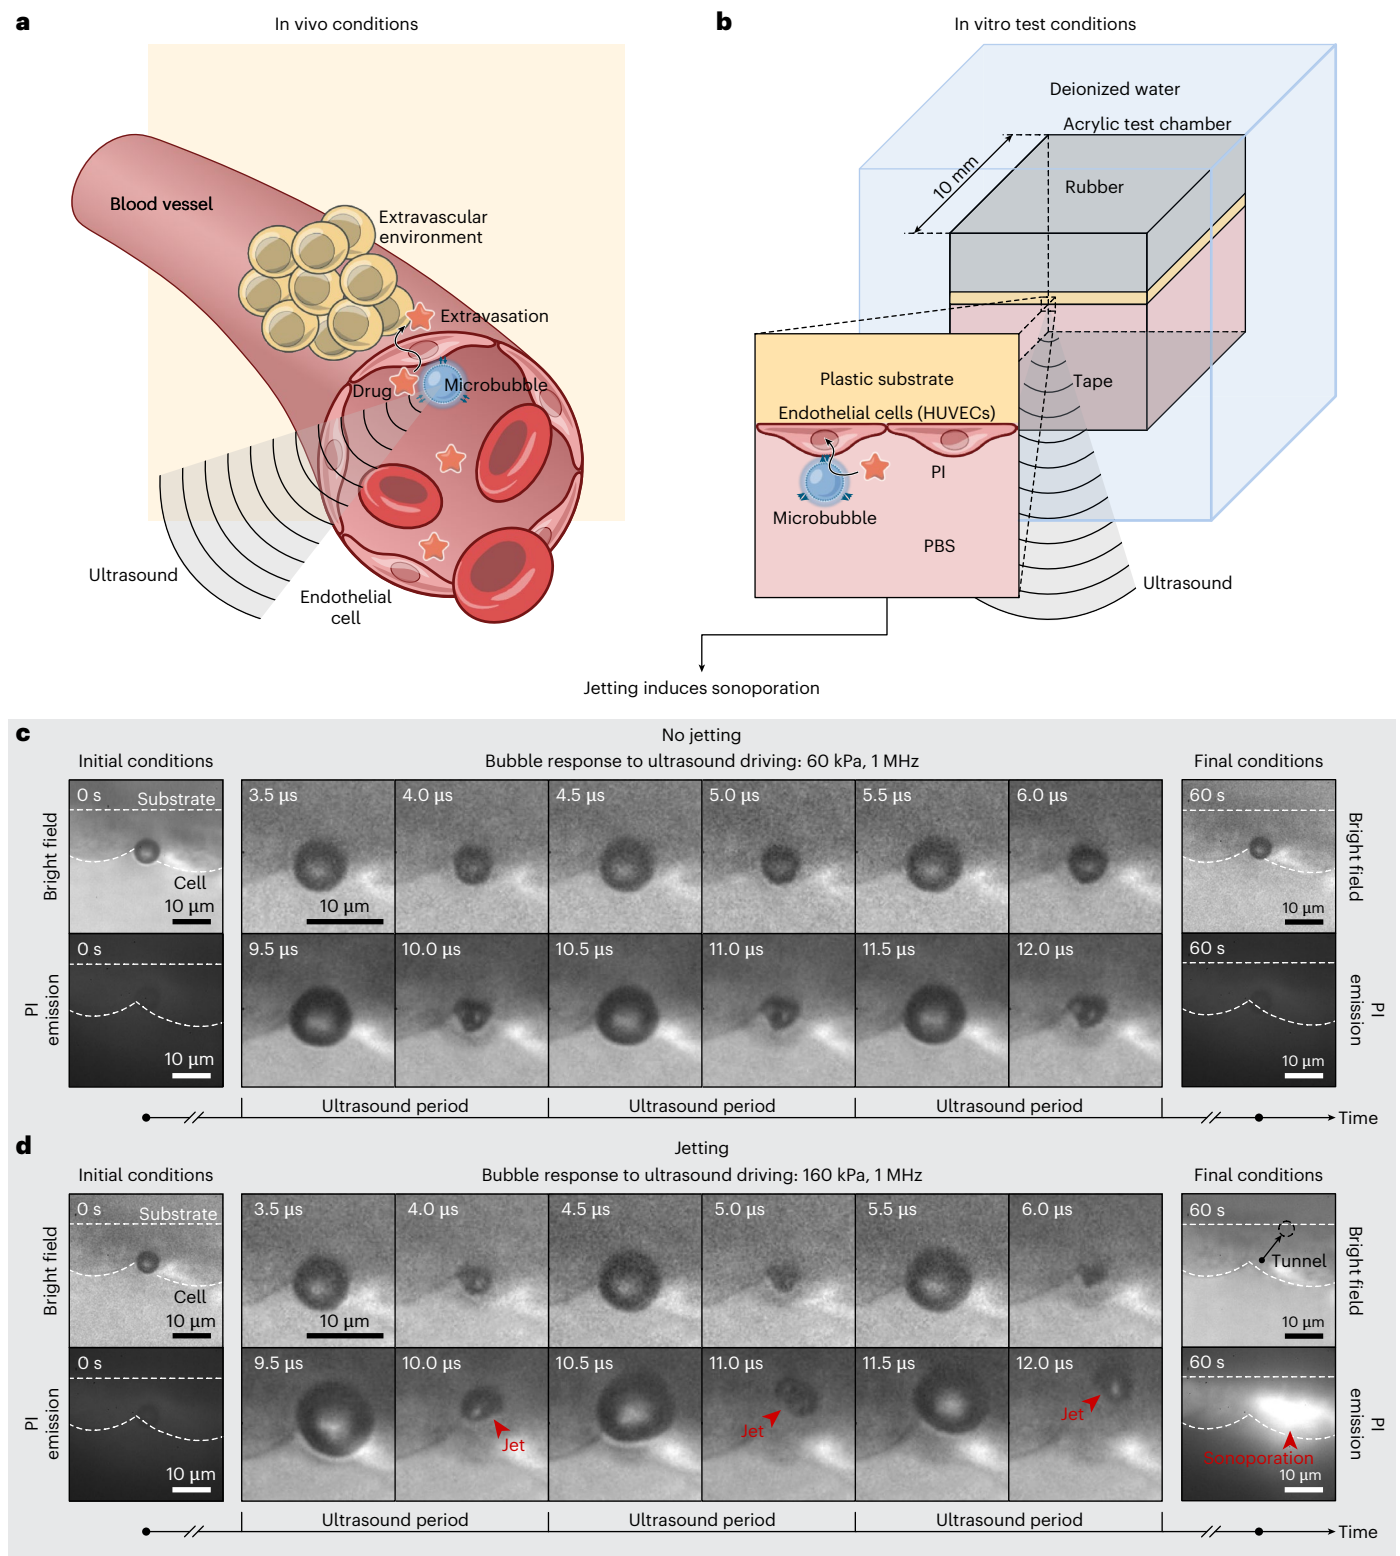 a
In vivo conditions
Blood vessel
Extravascular
environment
Extravasation
Drug
Microbubble
Ultrasound
Endothelial
cell
b
In vitro test conditions
Deionized water
Acrylic test chamber
10 mm
Rubber
Plastic substrate
Tape
Endothelial cells (HUVECs)
PI
Microbubble
PBS
Ultrasound
Jetting induces sonoporation
c
No jetting
Initial conditions
Bubble response to ultrasound driving: 60 kPa, 1 MHz
Final conditions
Bright field
0 s
Substrate
Cell
10 µm
3.5 µs
4.0 µs
4.5 µs
5.0 µs
5.5 µs
6.0 µs
10 µm
60 s
10 µm
Bright field
PI
emission
0 s
10 µm
9.5 µs
10.0 µs
10.5 µs
11.0 µs
11.5 µs
12.0 µs
60 s
10 µm
PI
emission
Ultrasound period
Ultrasound period
Ultrasound period
Time
d
Jetting
Initial conditions
Bubble response to ultrasound driving: 160 kPa, 1 MHz
Final conditions
Bright field
0 s
Substrate
Cell
10 µm
3.5 µs
4.0 µs
4.5 µs
5.0 µs
5.5 µs
6.0 µs
10 µm
60 s
Tunnel
10 µm
Bright field
PI
emission
0 s
10 µm
9.5 µs
10.0 µs
Jet
10.5 µs
11.0 µs
Jet
11.5 µs
12.0 µs
Jet
60 s
Sonoporation
10 µm
PI
emission
Ultrasound period
Ultrasound period
Ultrasound period
Time